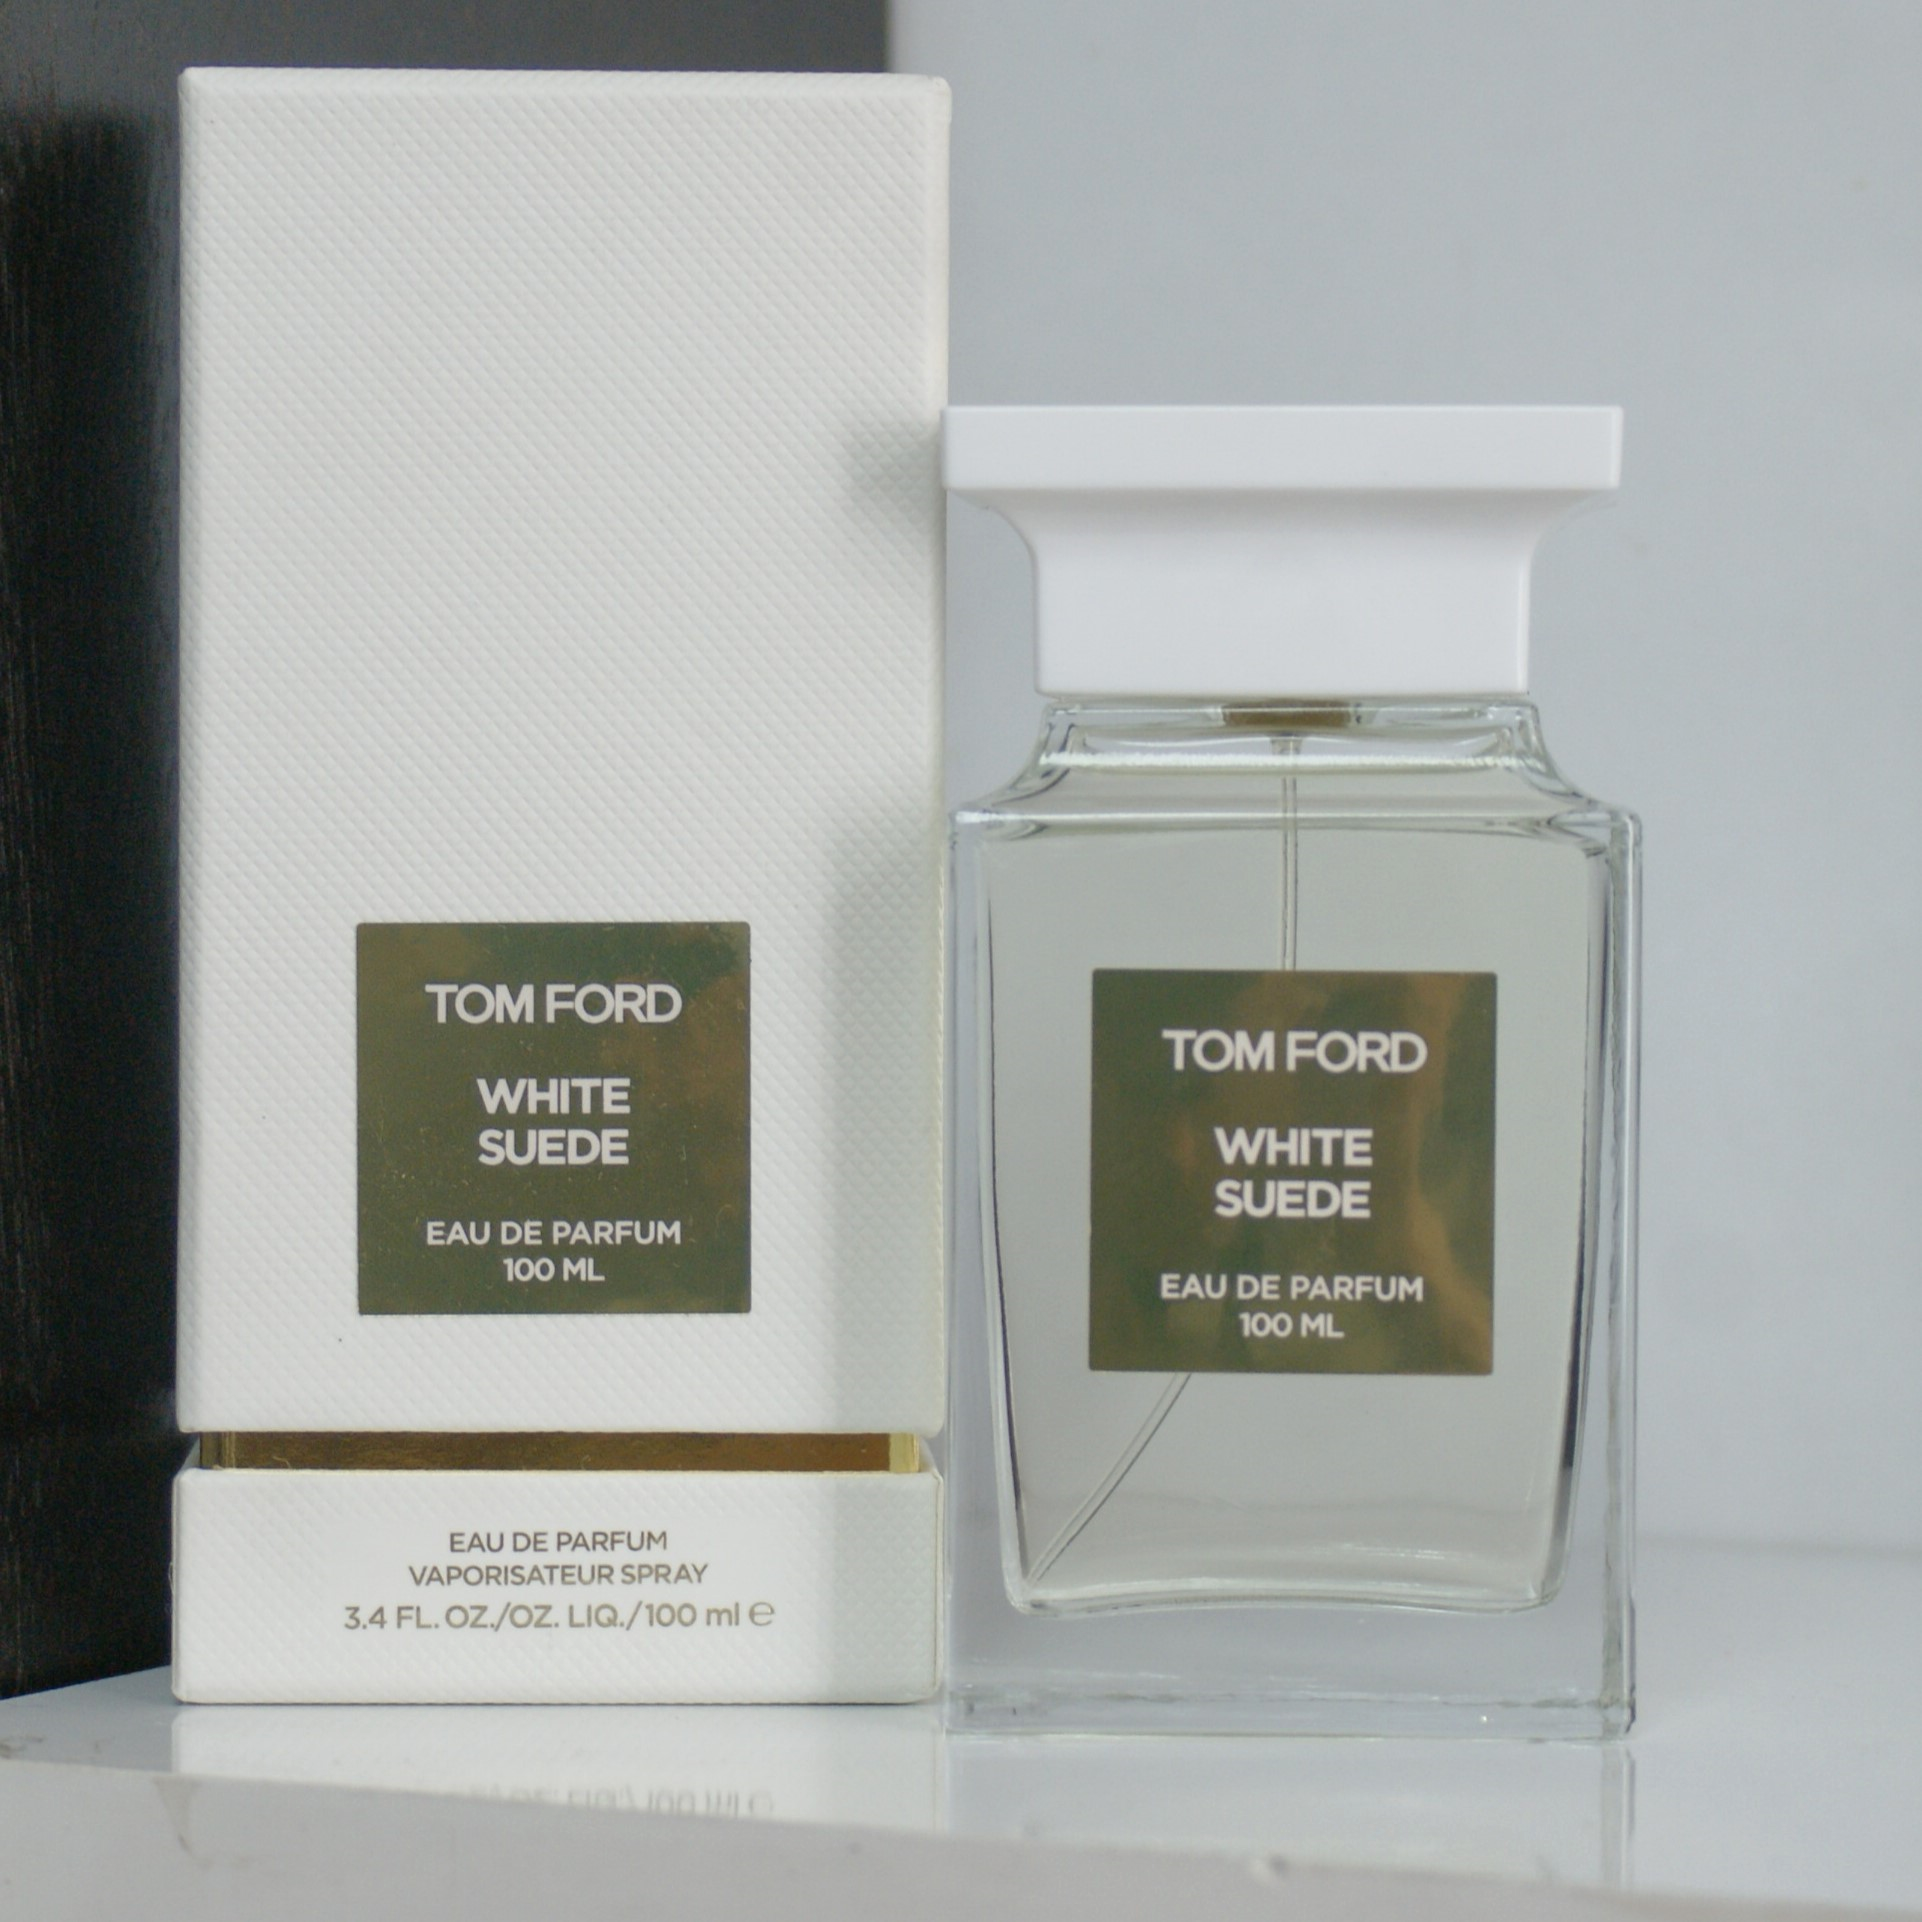 TOM FORD
WHITE
SUEDE
EAU DE PARFUM
100 ML
EAU DE PARFUM
VAPORISATEUR SPRAY
3.4 FL. OZ./OZ. LIQ./100 ml ℮
TOM FORD
WHITE
SUEDE
EAU DE PARFUM
100 ML